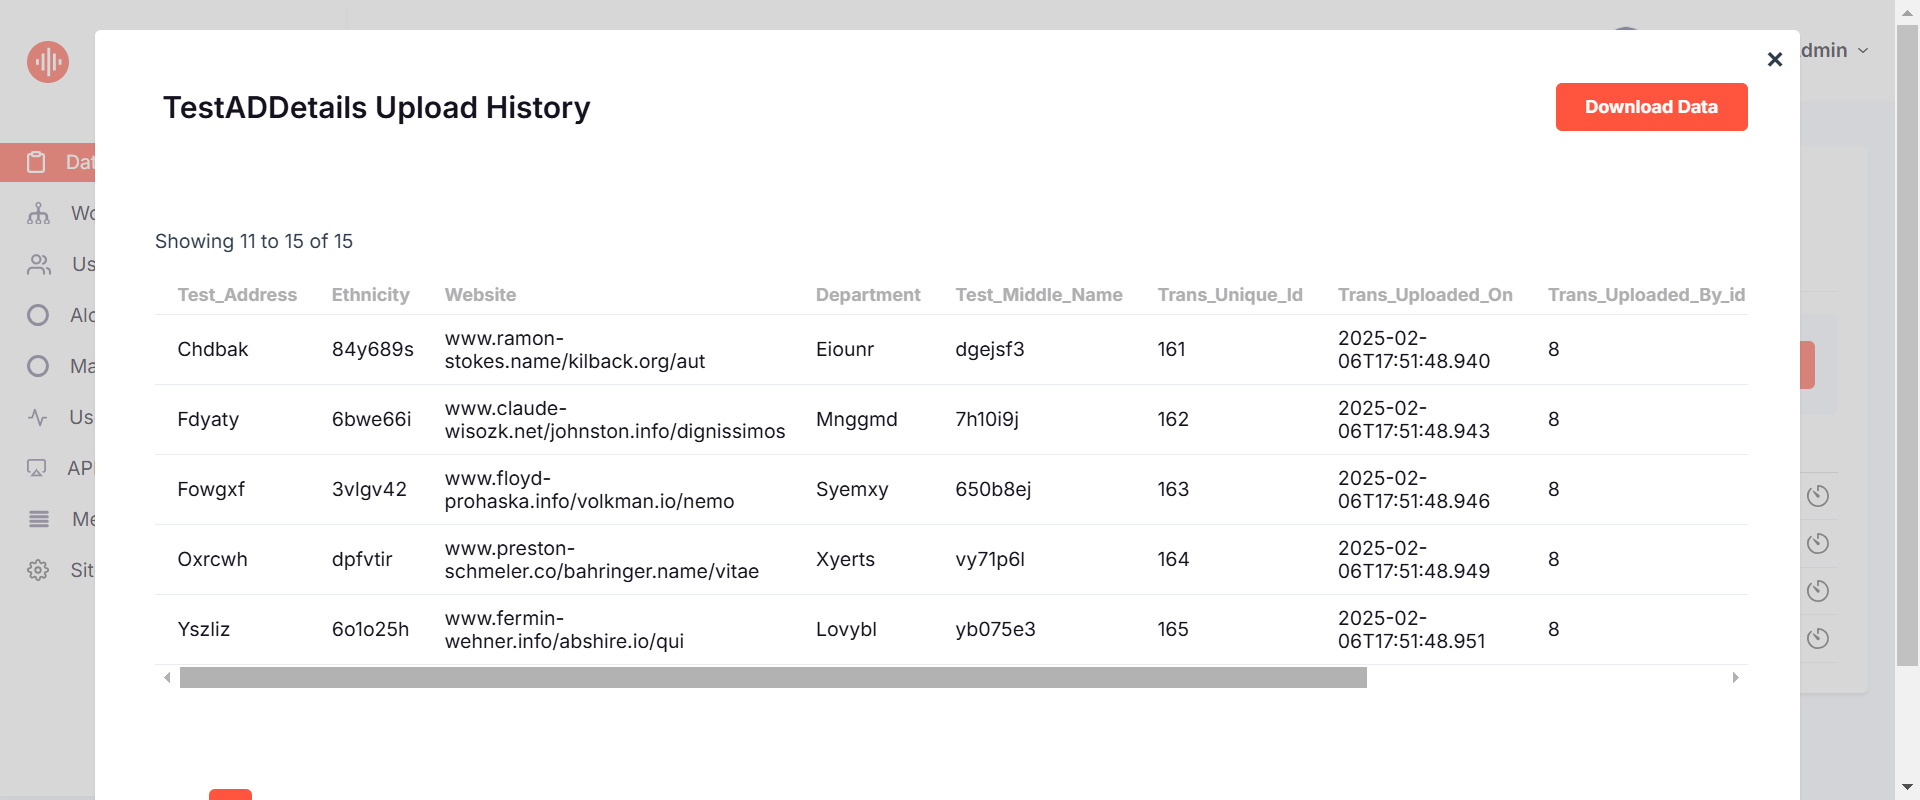 dmin
TestADDetails Upload History
Download Data
Dat
Wo
Us
Alc
Ma
Us
API
Me
Sit
Showing 11 to 15 of 15
Test_Address Ethnicity Website Department Test_Middle_Name Trans_Unique_Id Trans_Uploaded_On Trans_Uploaded_By_id
Chdbak 84y689s www.ramon-
stokes.name/kilback.org/aut Eiounr dgejsf3 161 2025-02-
06T17:51:48.940 8
Fdyaty 6bwe66i www.claude-
wisozk.net/johnston.info/dignissimos Mnggmd 7h10i9j 162 2025-02-
06T17:51:48.943 8
Fowgxf 3vlgv42 www.floyd-
prohaska.info/volkman.io/nemo Syemxy 650b8ej 163 2025-02-
06T17:51:48.946 8
Oxrcwh dpfvtir www.preston-
schmeler.co/bahringer.name/vitae Xyerts vy71p6l 164 2025-02-
06T17:51:48.949 8
Yszliz 6o1o25h www.fermin-
wehner.info/abshire.io/qui Lovybl yb075e3 165 2025-02-
06T17:51:48.951 8